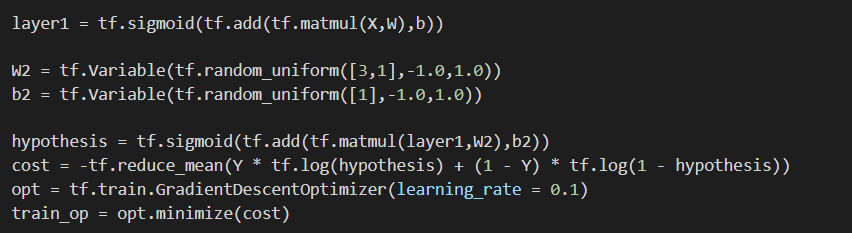 layer1 = tf.sigmoid(tf.add(tf.matmul(X,W),b))
W2 = tf.Variable(tf.random_uniform([3,1],-1.0,1.0))
b2 = tf.Variable(tf.random_uniform([1],-1.0,1.0))
hypothesis = tf.sigmoid(tf.add(tf.matmul(layer1,W2),b2))
cost = -tf.reduce_mean(Y * tf.log(hypothesis) + (1 - Y) * tf.log(1 - hypothesis))
opt = tf.train.GradientDescentOptimizer(learning_rate = 0.1)
train_op = opt.minimize(cost)